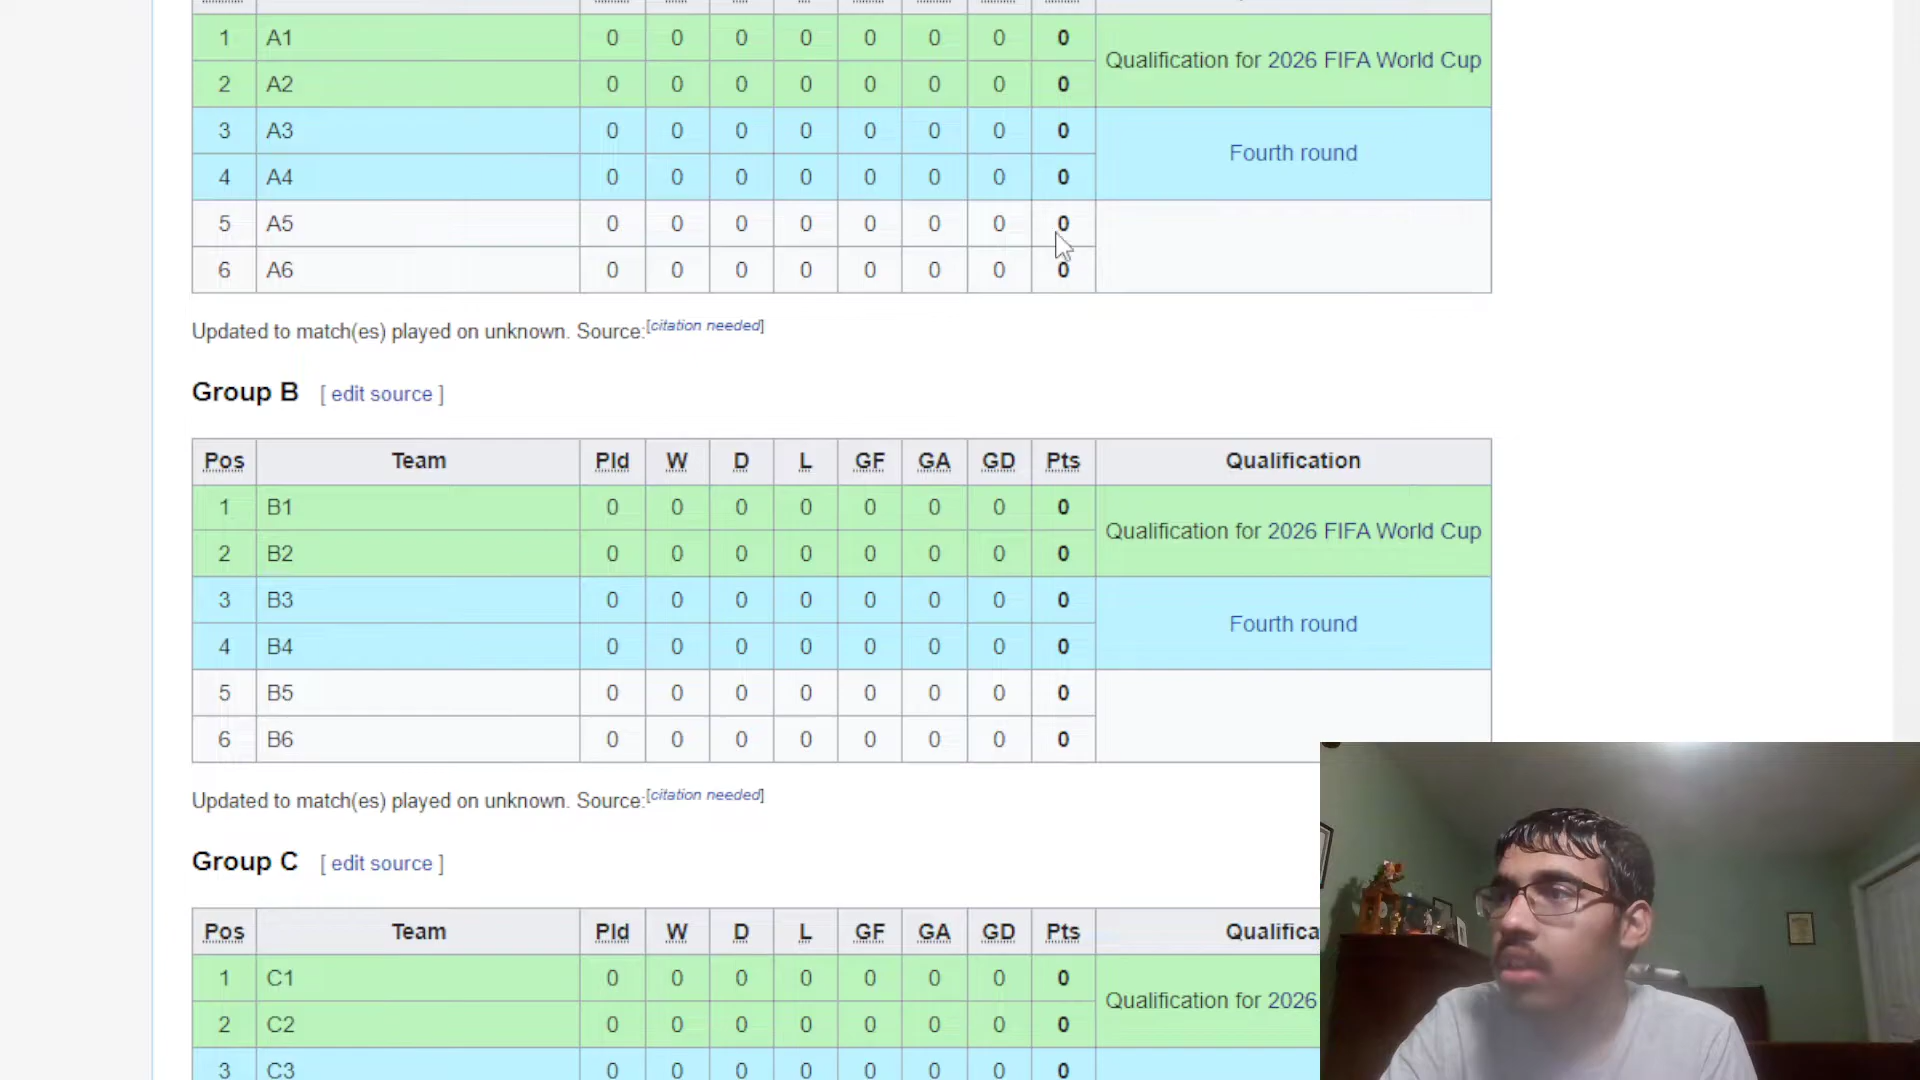 1 A1 0 0 0 0 0 0 0 0 Qualification for 2026 FIFA World Cup
2 A2 0 0 0 0 0 0 0 0
3 A3 0 0 0 0 0 0 0 0 Fourth round
4 A4 0 0 0 0 0 0 0 0
5 A5 0 0 0 0 0 0 0 0
6 A6 0 0 0 0 0 0 0 0
Updated to match(es) played on unknown. Source:[citation needed]
Group B [ edit source ]
Pos Team Pld W D L GF GA GD Pts Qualification
1 B1 0 0 0 0 0 0 0 0 Qualification for 2026 FIFA World Cup
2 B2 0 0 0 0 0 0 0 0
3 B3 0 0 0 0 0 0 0 0 Fourth round
4 B4 0 0 0 0 0 0 0 0
5 B5 0 0 0 0 0 0 0 0
6 B6 0 0 0 0 0 0 0 0
Updated to match(es) played on unknown. Source:[citation needed]
Group C [ edit source ]
Pos Team Pld W D L GF GA GD Pts Qualifica
1 C1 0 0 0 0 0 0 0 0 Qualification for 2026
2 C2 0 0 0 0 0 0 0 0
3 C3 0 0 0 0 0 0 0 0